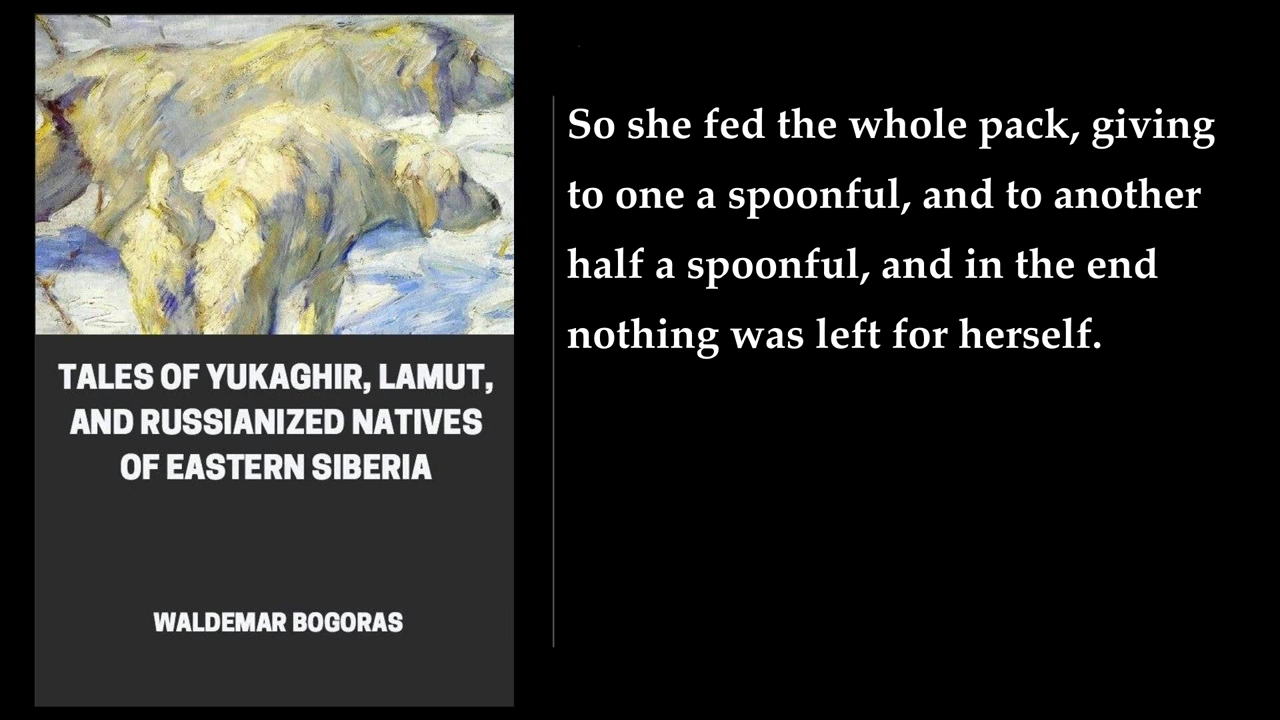 TALES OF YUKAGHIR, LAMUT,
AND RUSSIANIZED NATIVES
OF EASTERN SIBERIA
WALDEMAR BOGORAS
So she fed the whole pack, giving
to one a spoonful, and to another
half a spoonful, and in the end
nothing was left for herself.